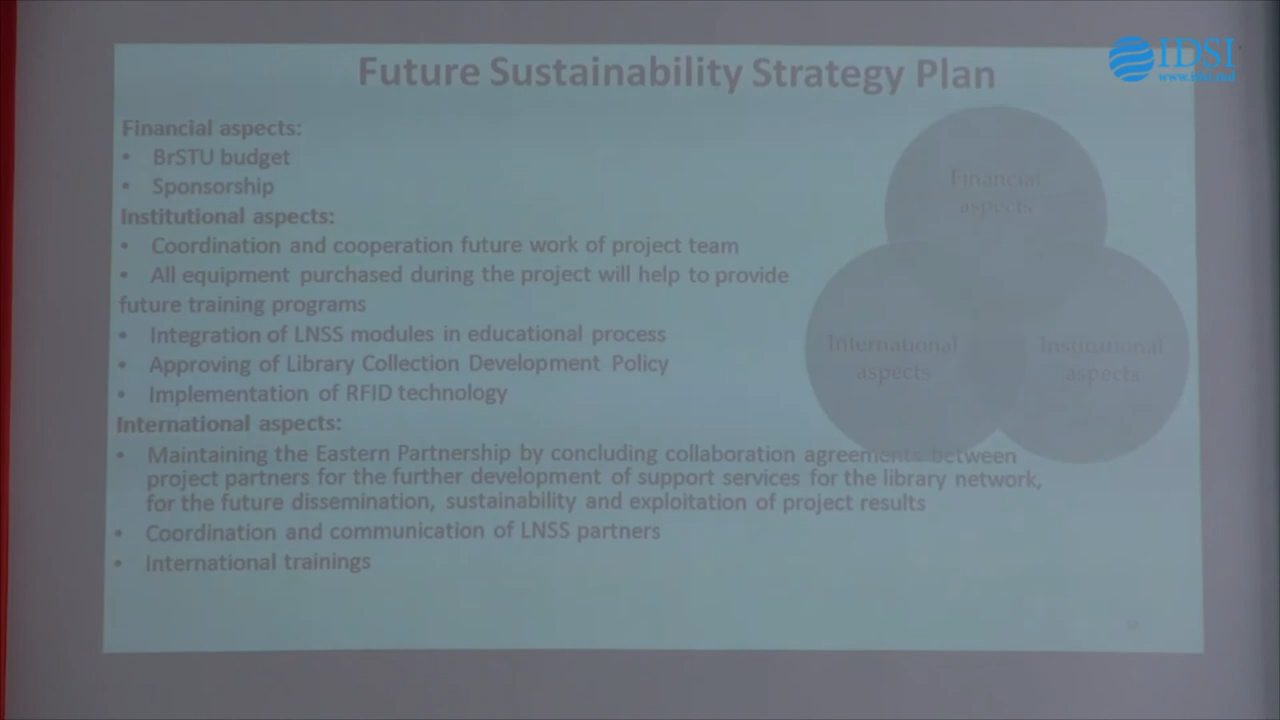 IDSI
www.idsi.md
Future Sustainability Strategy Plan
Financial aspects:
• BrSTU budget
• Sponsorship
Institutional aspects:
• Coordination and cooperation future work of project team
• All equipment purchased during the project will help to provide
future training programs
• Integration of LNSS modules in educational process
• Approving of Library Collection Development Policy
• Implementation of RFID technology
International aspects:
• Maintaining the Eastern Partnership by concluding collaboration agreements between
project partners for the further development of support services for the library network,
for the future dissemination, sustainability and exploitation of project results
• Coordination and communication of LNSS partners
• International trainings
Financial
aspects
International
aspects
Institutional
aspects